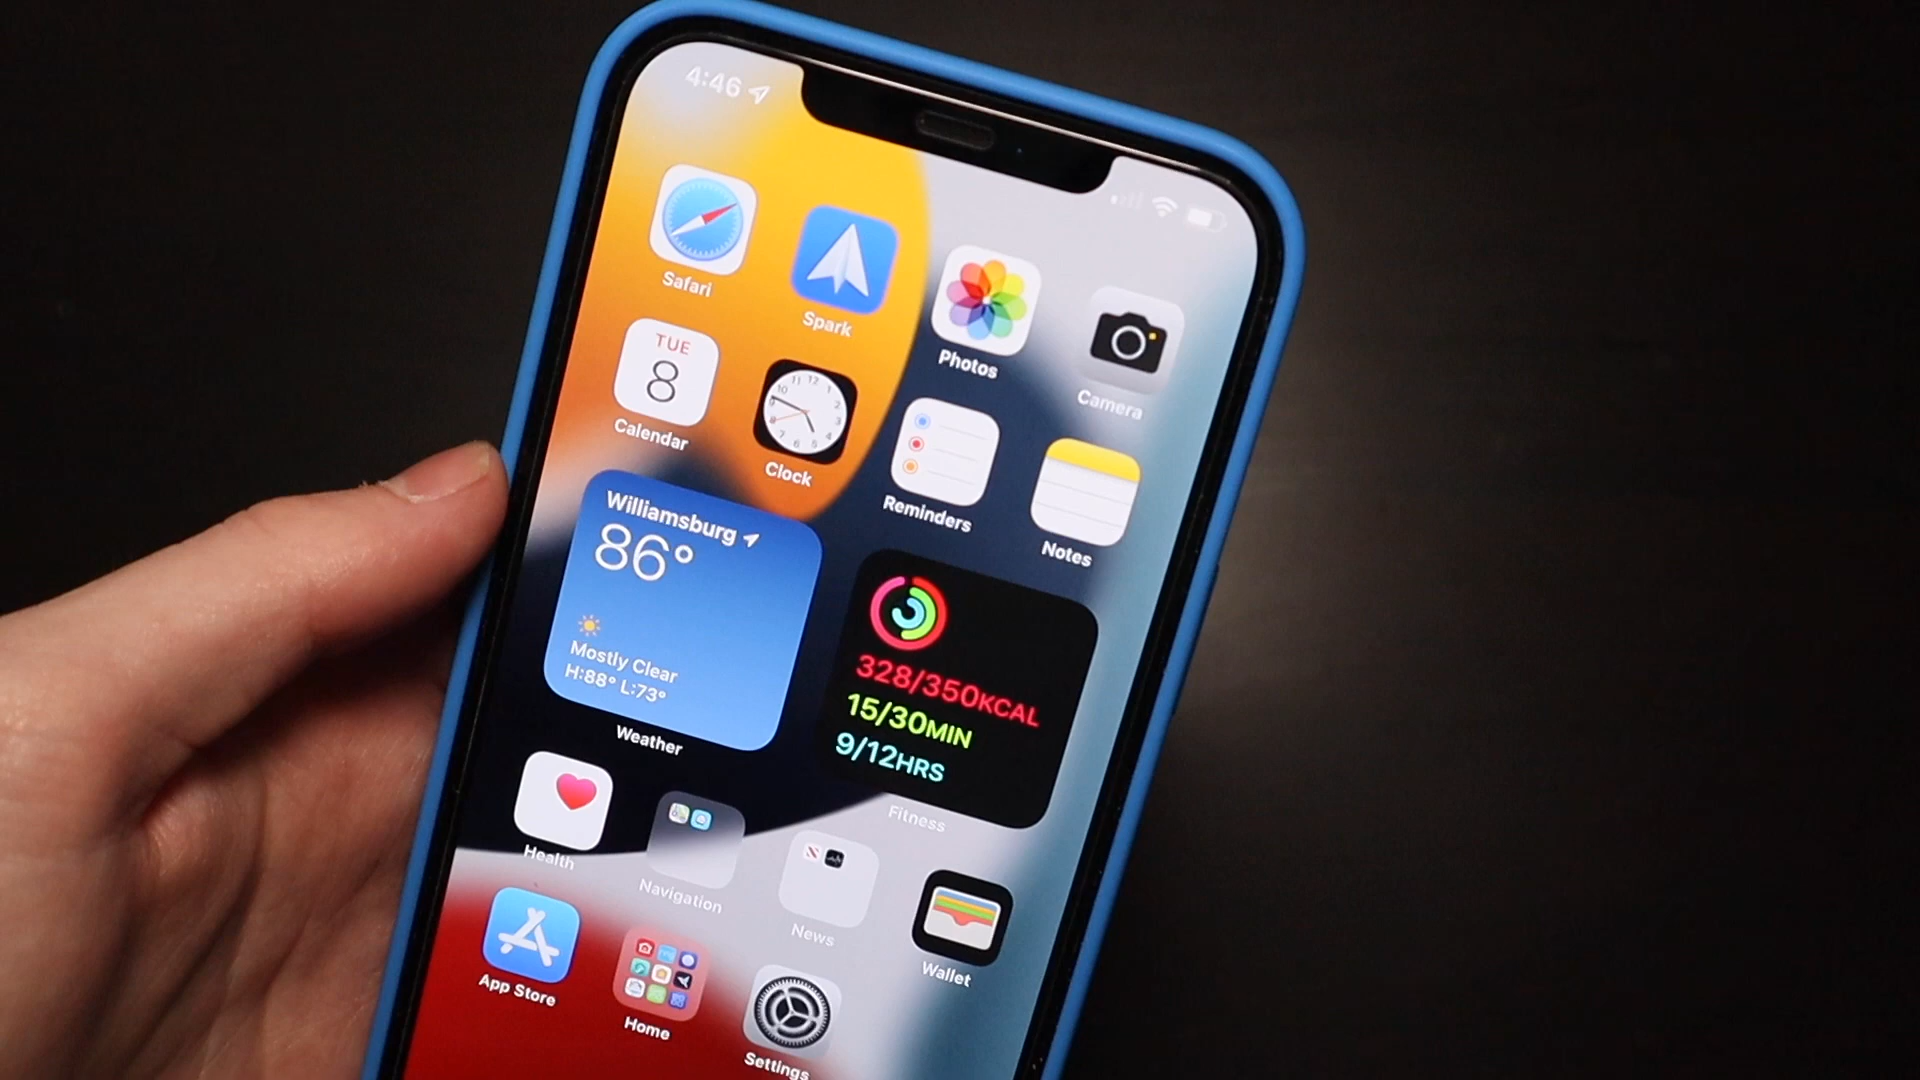 4:46
Safari
Spark
Photos
Camera
TUE
8
Calendar
Clock
Reminders
Notes
Williamsburg
86°
Mostly Clear
H:88° L:73°
Weather
328/350KCAL
15/30MIN
9/12HRS
Fitness
Health
Navigation
News
Wallet
App Store
Home
Settings